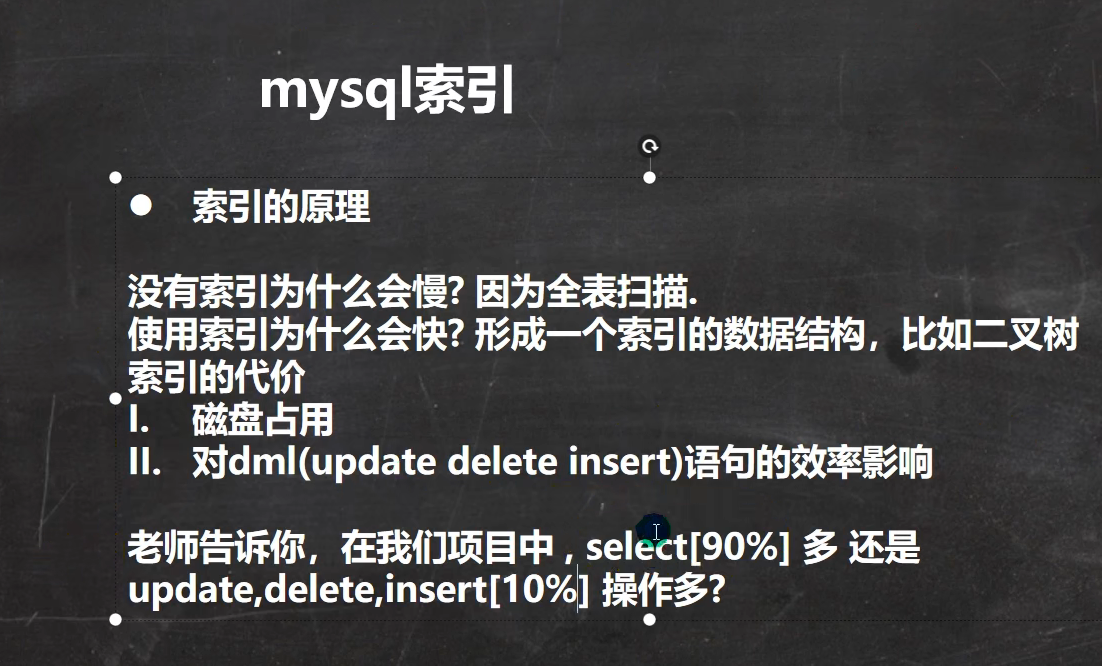 mysql索引
● 索引的原理
没有索引为什么会慢? 因为全表扫描.
使用索引为什么会快? 形成一个索引的数据结构，比如二叉树
索引的代价
I. 磁盘占用
II. 对dml(update delete insert)语句的效率影响
老师告诉你，在我们项目中 , select[90%] 多 还是
update,delete,insert[10%] 操作多?